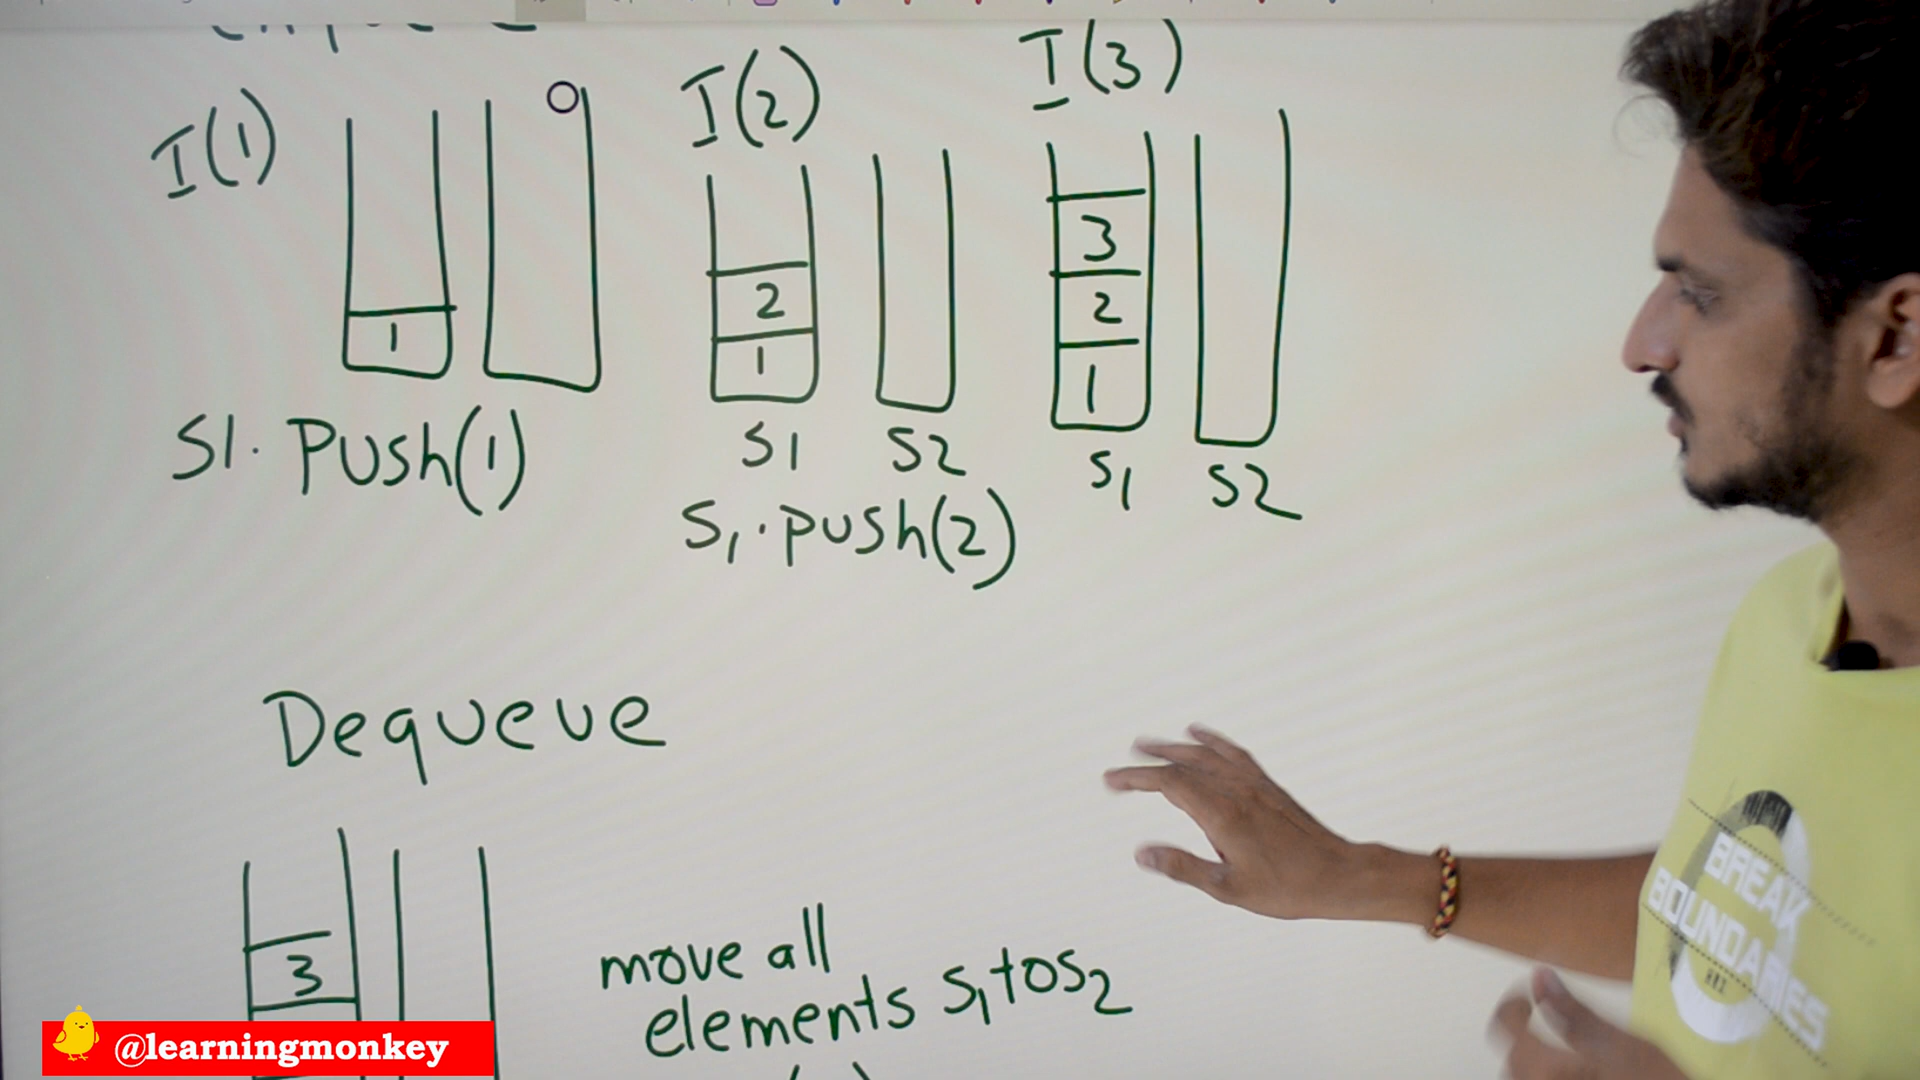 I(1)
I(2)
I(3)
1
2
1
3
2
1
S1 S2
S1 S2
S1. Push(1)
S1. push(2)
Dequeue
3
move all
elements S1 to S2
@learningmonkey
BREAK
BOUNDARIES